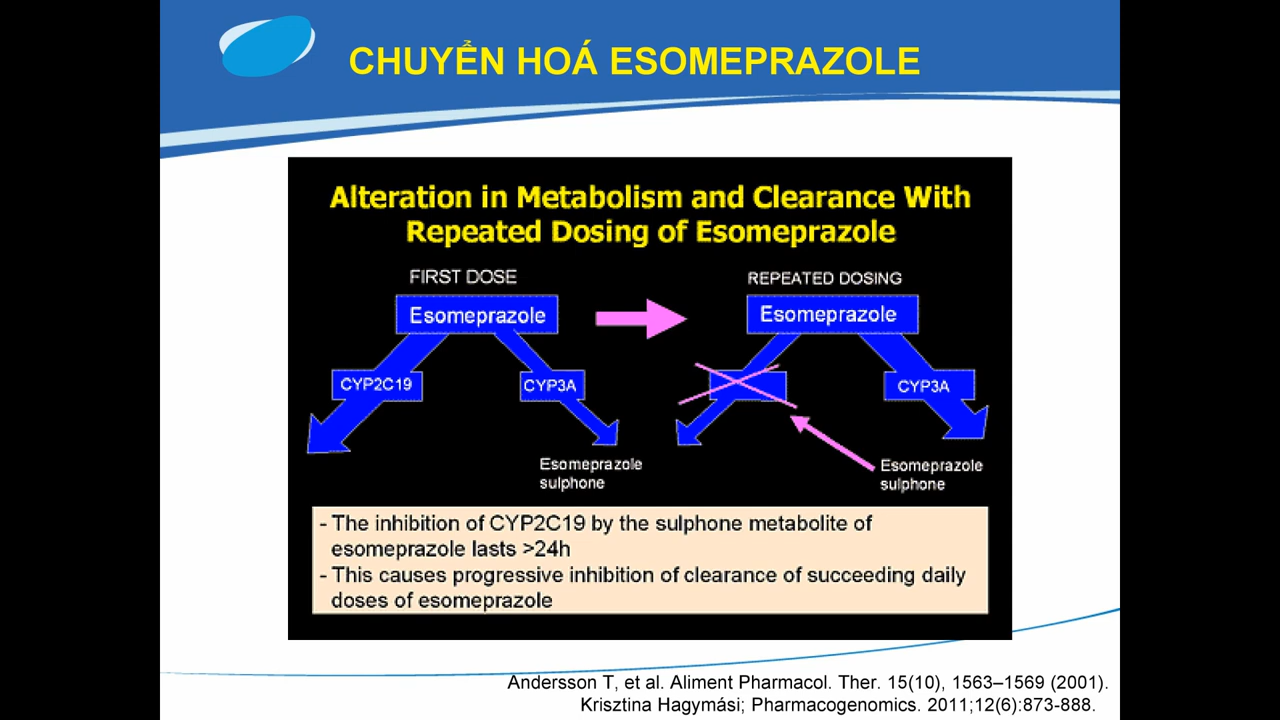 CHUYỂN HOÁ ESOMEPRAZOLE
Alteration in Metabolism and Clearance With
Repeated Dosing of Esomeprazole
FIRST DOSE
REPEATED DOSING
Esomeprazole
Esomeprazole
CYP2C19
CYP3A
CYP3A
Esomeprazole
sulphone
Esomeprazole
sulphone
- The inhibition of CYP2C19 by the sulphone metabolite of
esomeprazole lasts >24h
- This causes progressive inhibition of clearance of succeeding daily
doses of esomeprazole
Andersson T, et al. Aliment Pharmacol. Ther. 15(10), 1563–1569 (2001).
Krisztina Hagymási; Pharmacogenomics. 2011;12(6):873-888.